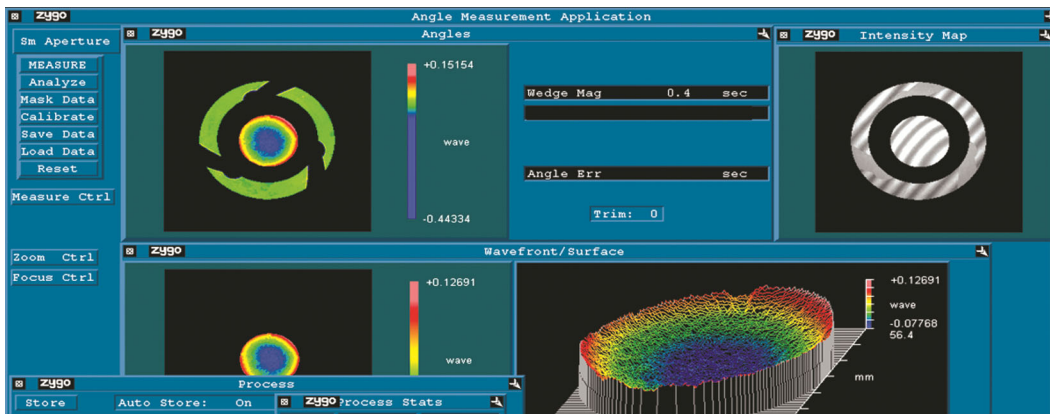 zygo Angle Measurement Application
Sm Aperture
MEASURE
Analyze
Mask Data
Calibrate
Save Data
Load Data
Reset
Measure Ctrl
Zoom Ctrl
Focus Ctrl
zygo Angles
+0.15154
wave
-0.44334
Wedge Mag 0.4 sec
Angle Err sec
Trim: 0
zygo Intensity Map
zygo Wavefront/Surface
+0.12691
wave
+0.12691
wave
-0.07768
56.4
mm
zygo Process
Store Auto Store: On
zygo Process Stats